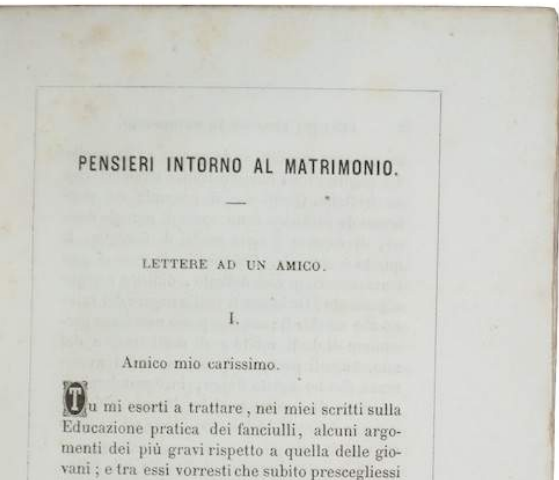 PENSIERI INTORNO AL MATRIMONIO.
LETTERE AD UN AMICO.
I.
Amico mio carissimo.
Tu mi esorti a trattare, nei miei scritti sulla
Educazione pratica dei fanciulli, alcuni argo-
menti dei più gravi rispetto a quella delle gio-
vani; e tra essi vorresti che subito prescegliessi